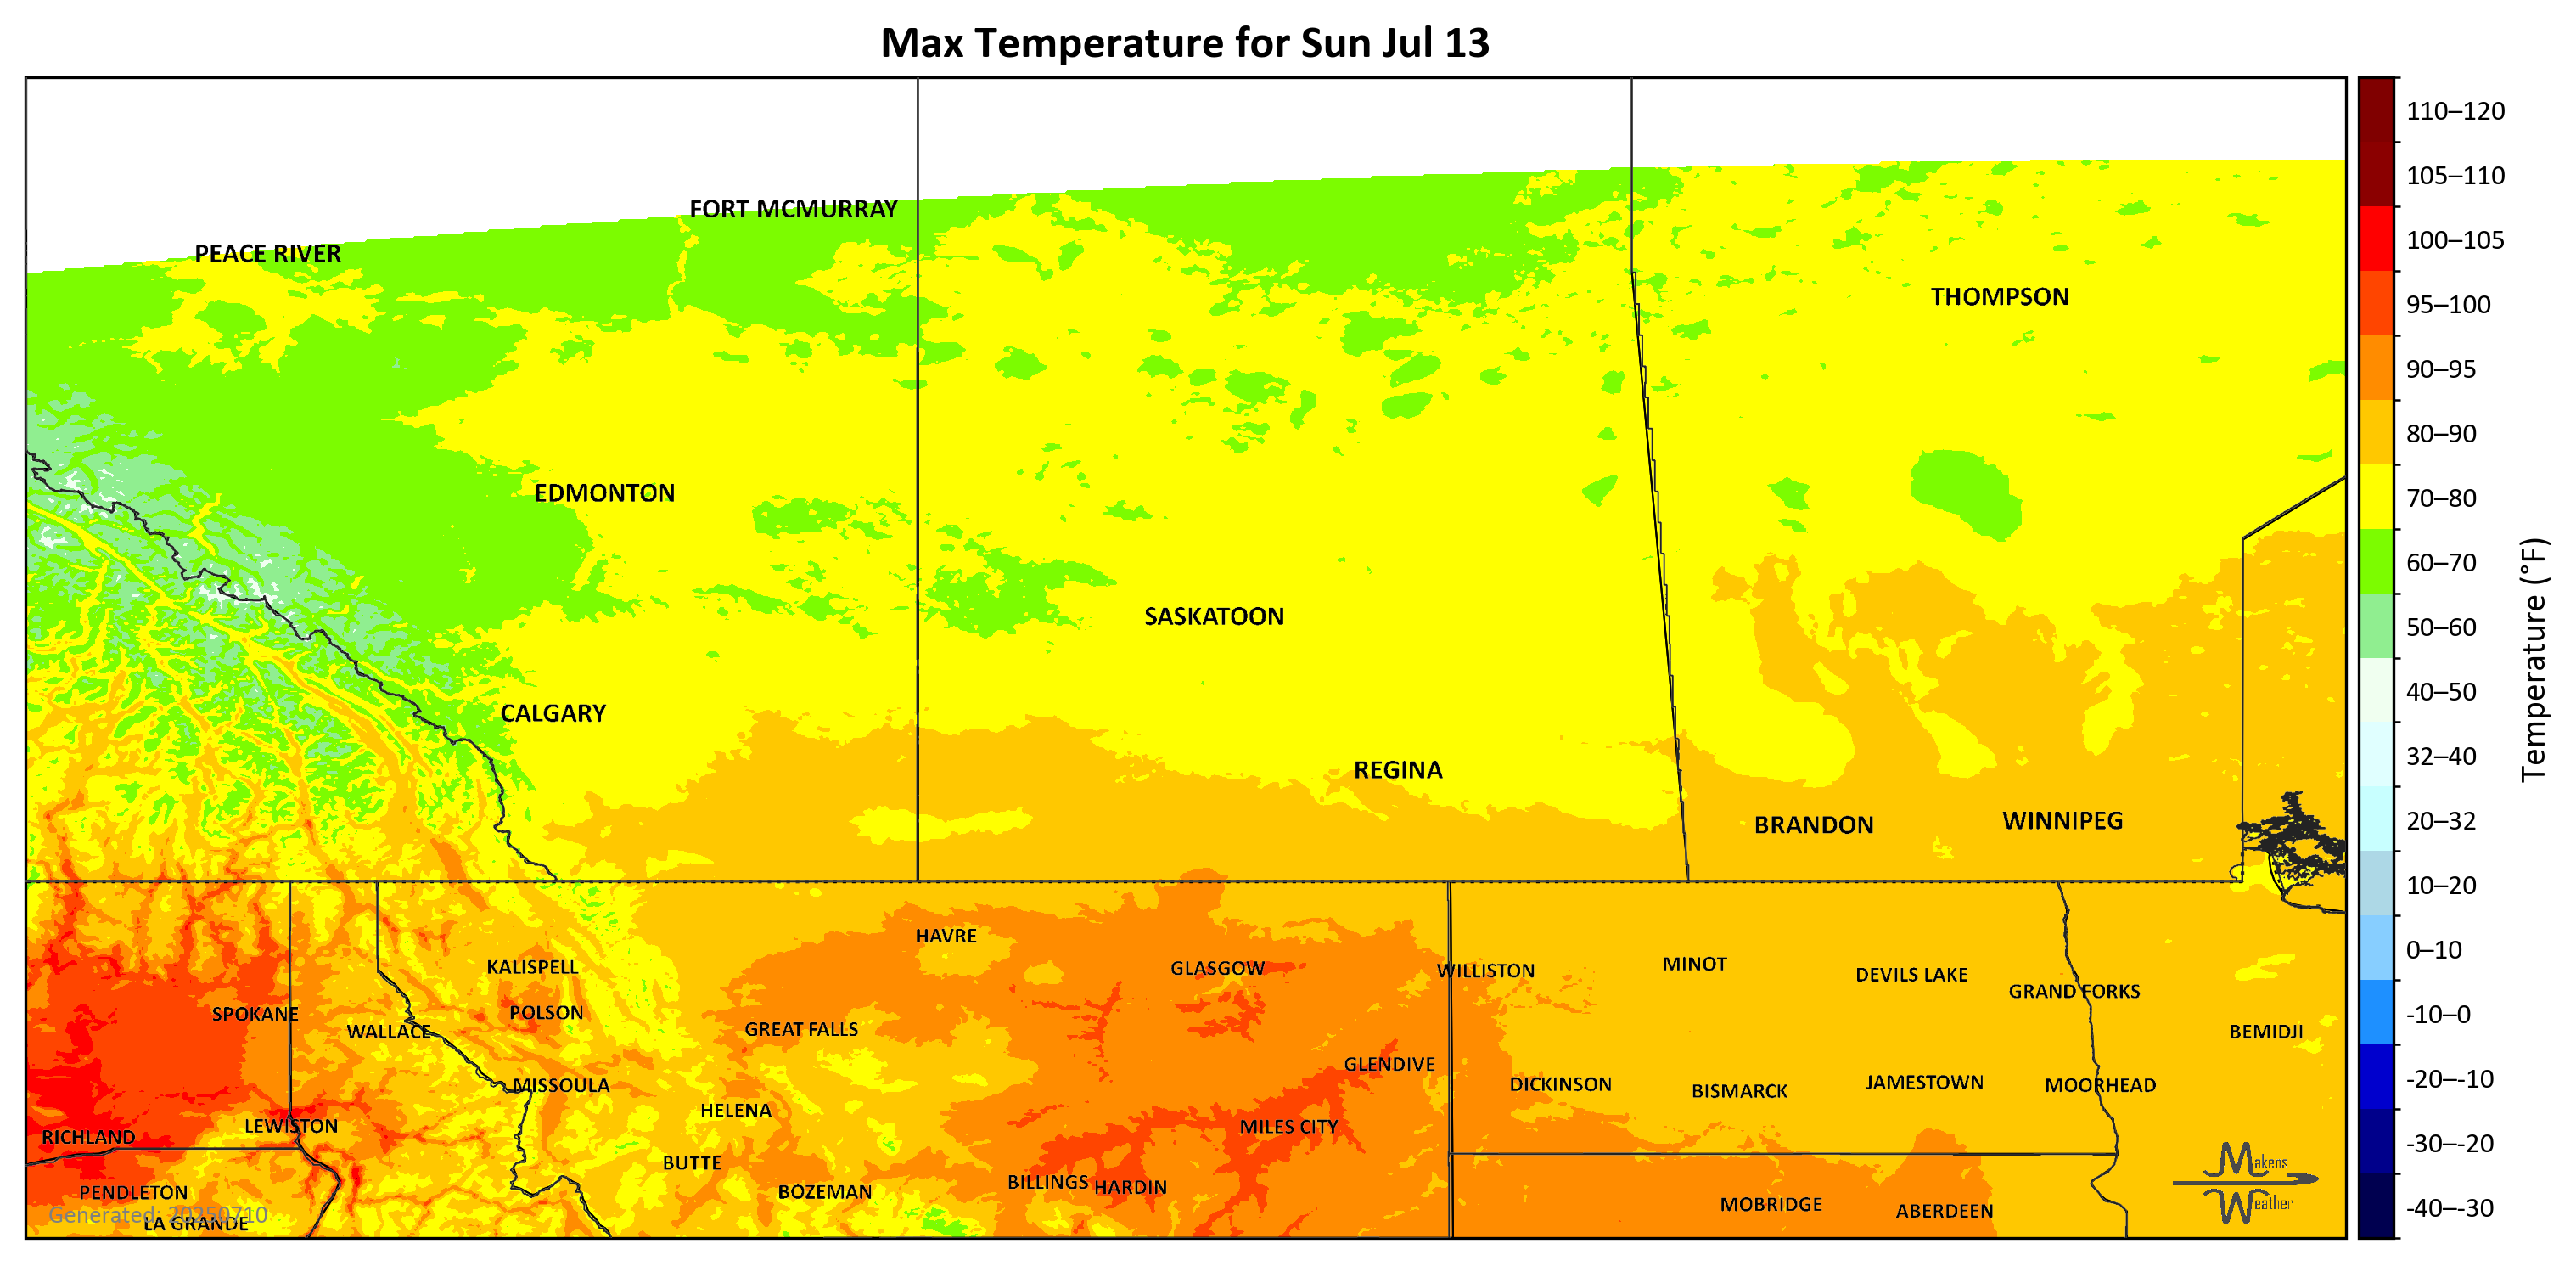 Max Temperature for Sun Jul 13
110–120
105–110
FORT MCMURRAY
100–105
PEACE RIVER
THOMPSON
95–100
90–95
80–90
EDMONTON
70–80
60–70
SASKATOON
50–60
Temperature (°F)
40–50
CALGARY
32–40
REGINA
BRANDON
WINNIPEG
20–32
10–20
HAVRE
0–10
KALISPELL
GLASGOW
WILLISTON
MINOT
DEVILS LAKE
GRAND FORKS
SPOKANE
POLSON
-10–0
WALLACE
GREAT FALLS
BEMIDJI
GLENDIVE
-20–-10
MISSOULA
DICKINSON
BISMARCK
JAMESTOWN
MOORHEAD
HELENA
LEWISTON
MILES CITY
RICHLAND
-30–-20
BUTTE
Makens
Weather
PENDLETON
BOZEMAN
BILLINGS
HARDIN
MOBRIDGE
ABERDEEN
-40–-30
Generated: 20250710
LA GRANDE